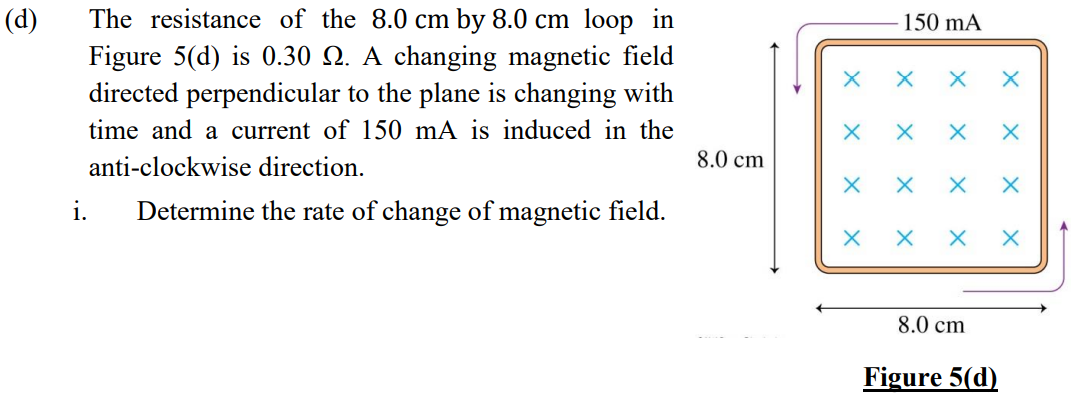 (d) The resistance of the 8.0 cm by 8.0 cm loop in
Figure 5(d) is 0.30 Ω. A changing magnetic field
directed perpendicular to the plane is changing with
time and a current of 150 mA is induced in the
anti-clockwise direction.
i. Determine the rate of change of magnetic field.
150 mA
8.0 cm
8.0 cm
Figure 5(d)